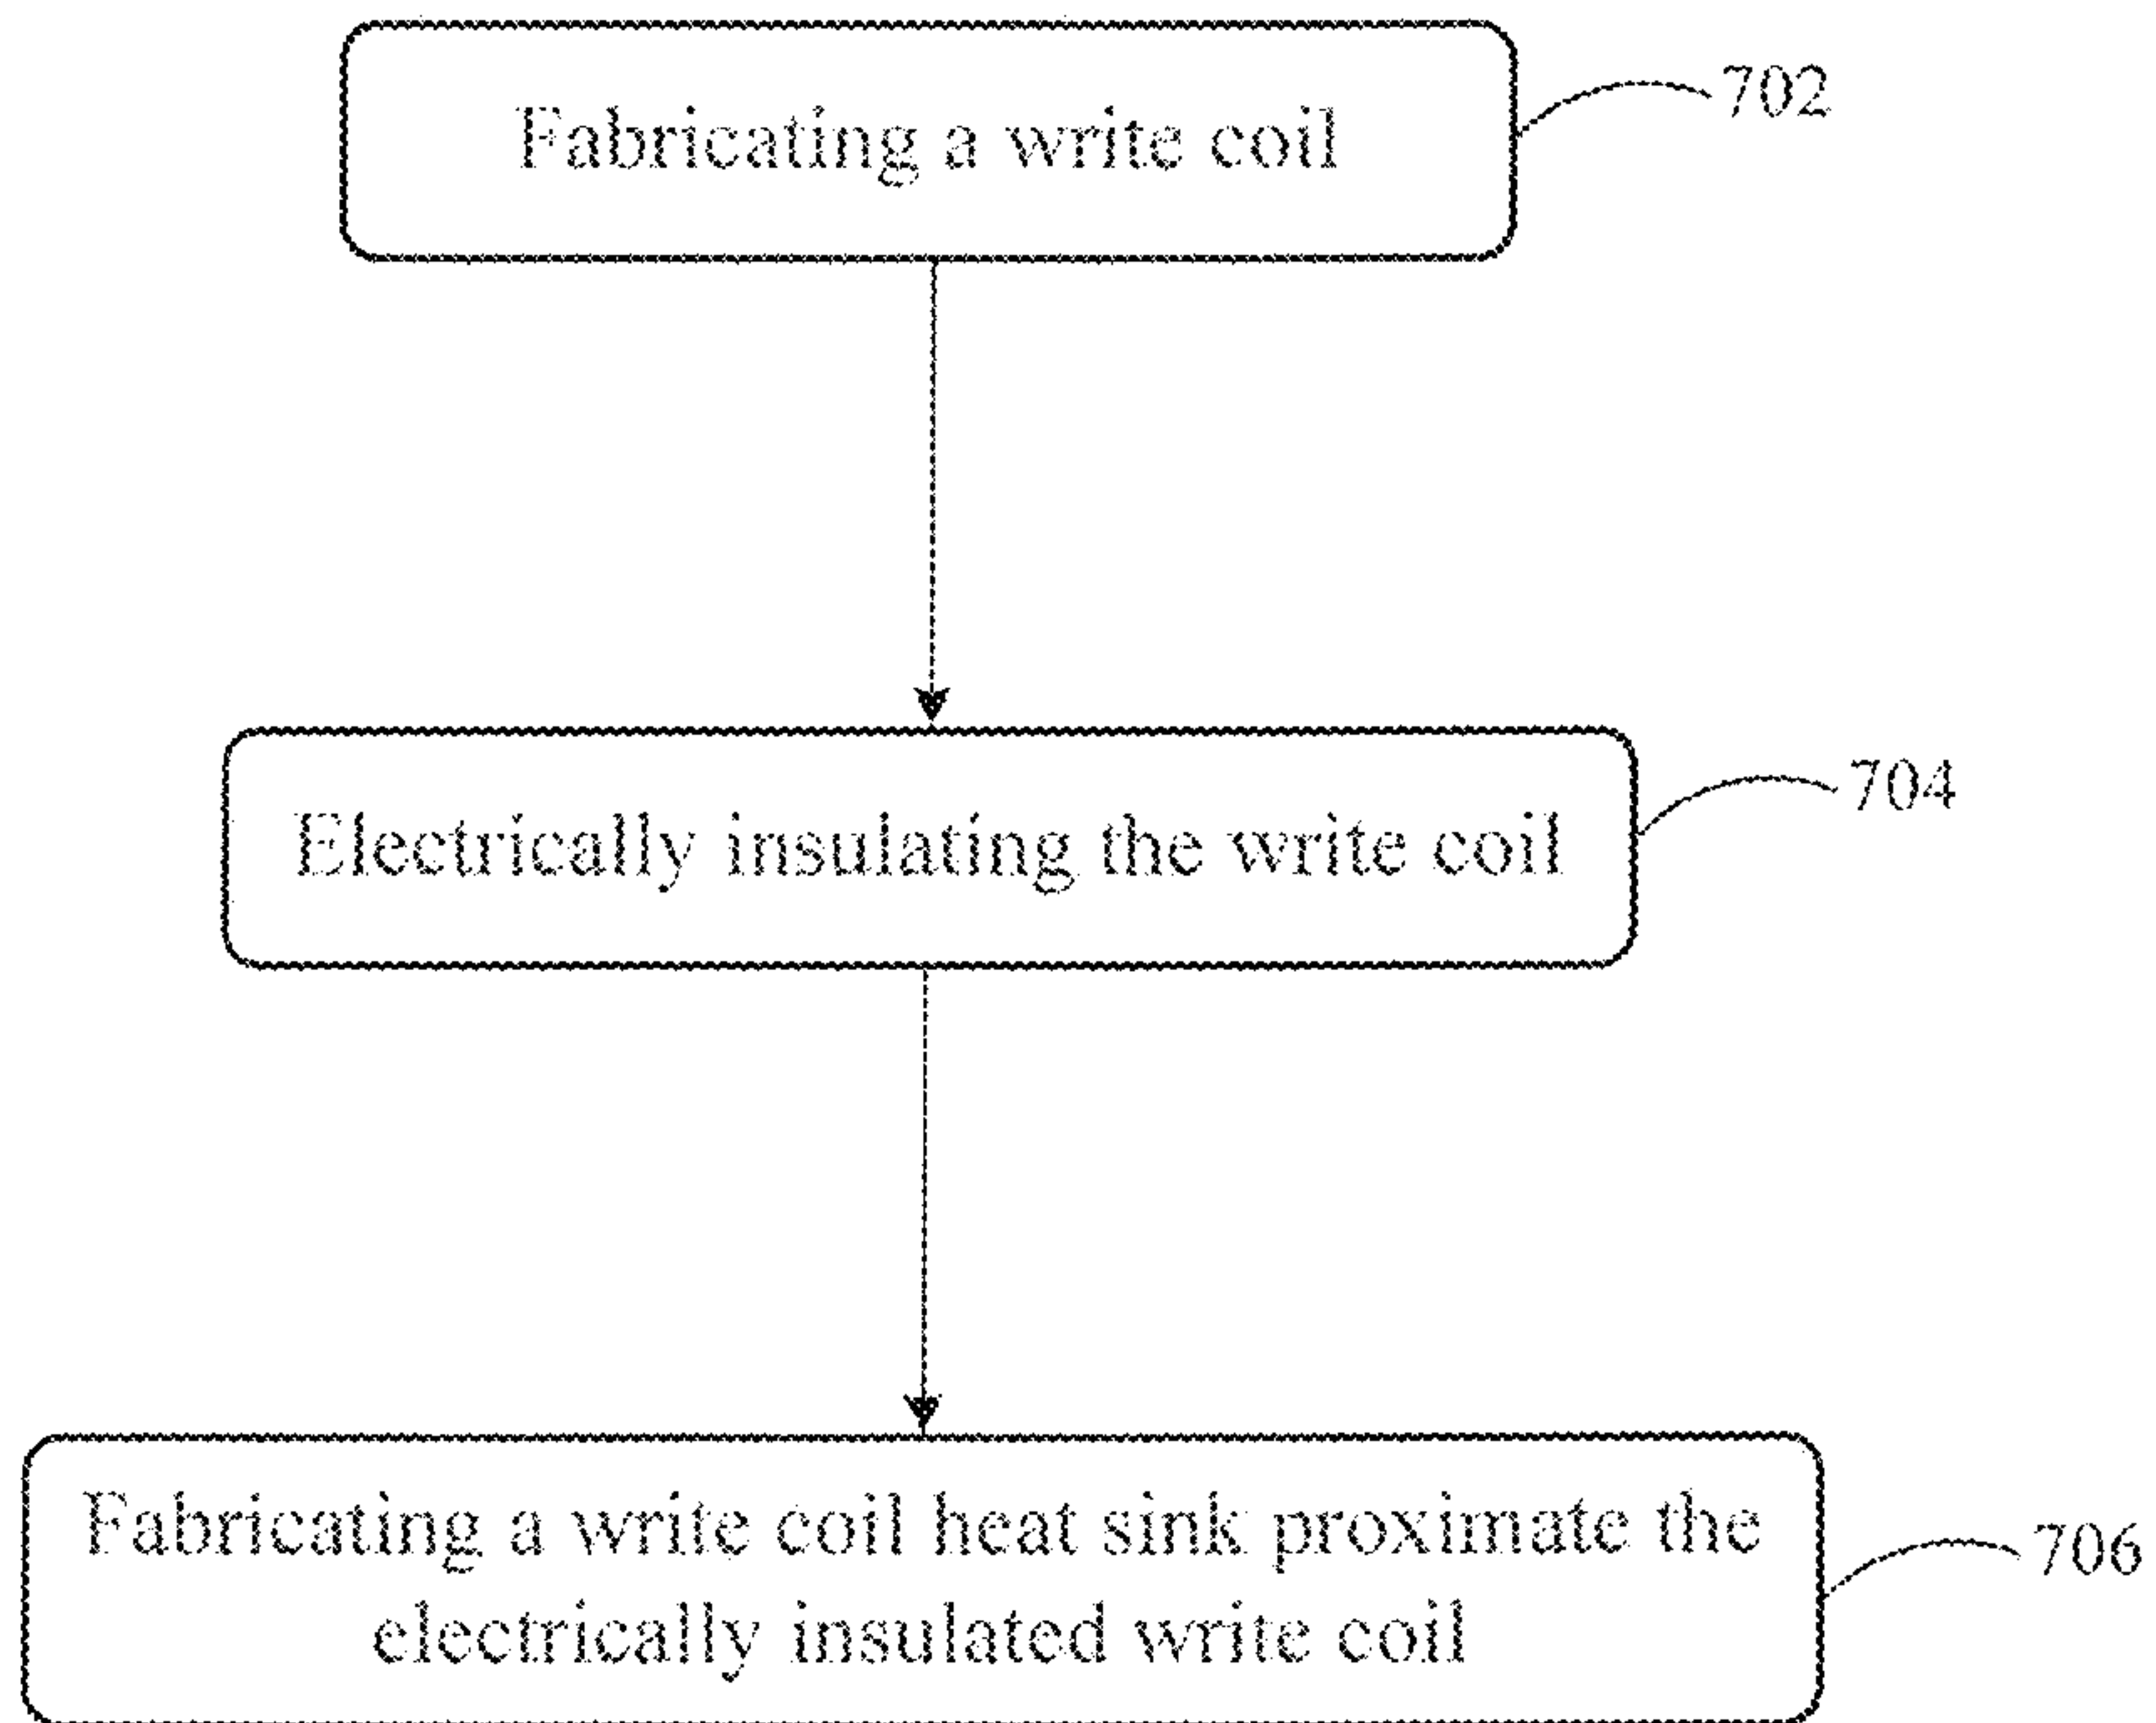 Fabricating a write coil
702
Electrically insulating the write coil
704
Fabricating a write coil heat sink proximate the
electrically insulated write coil
706